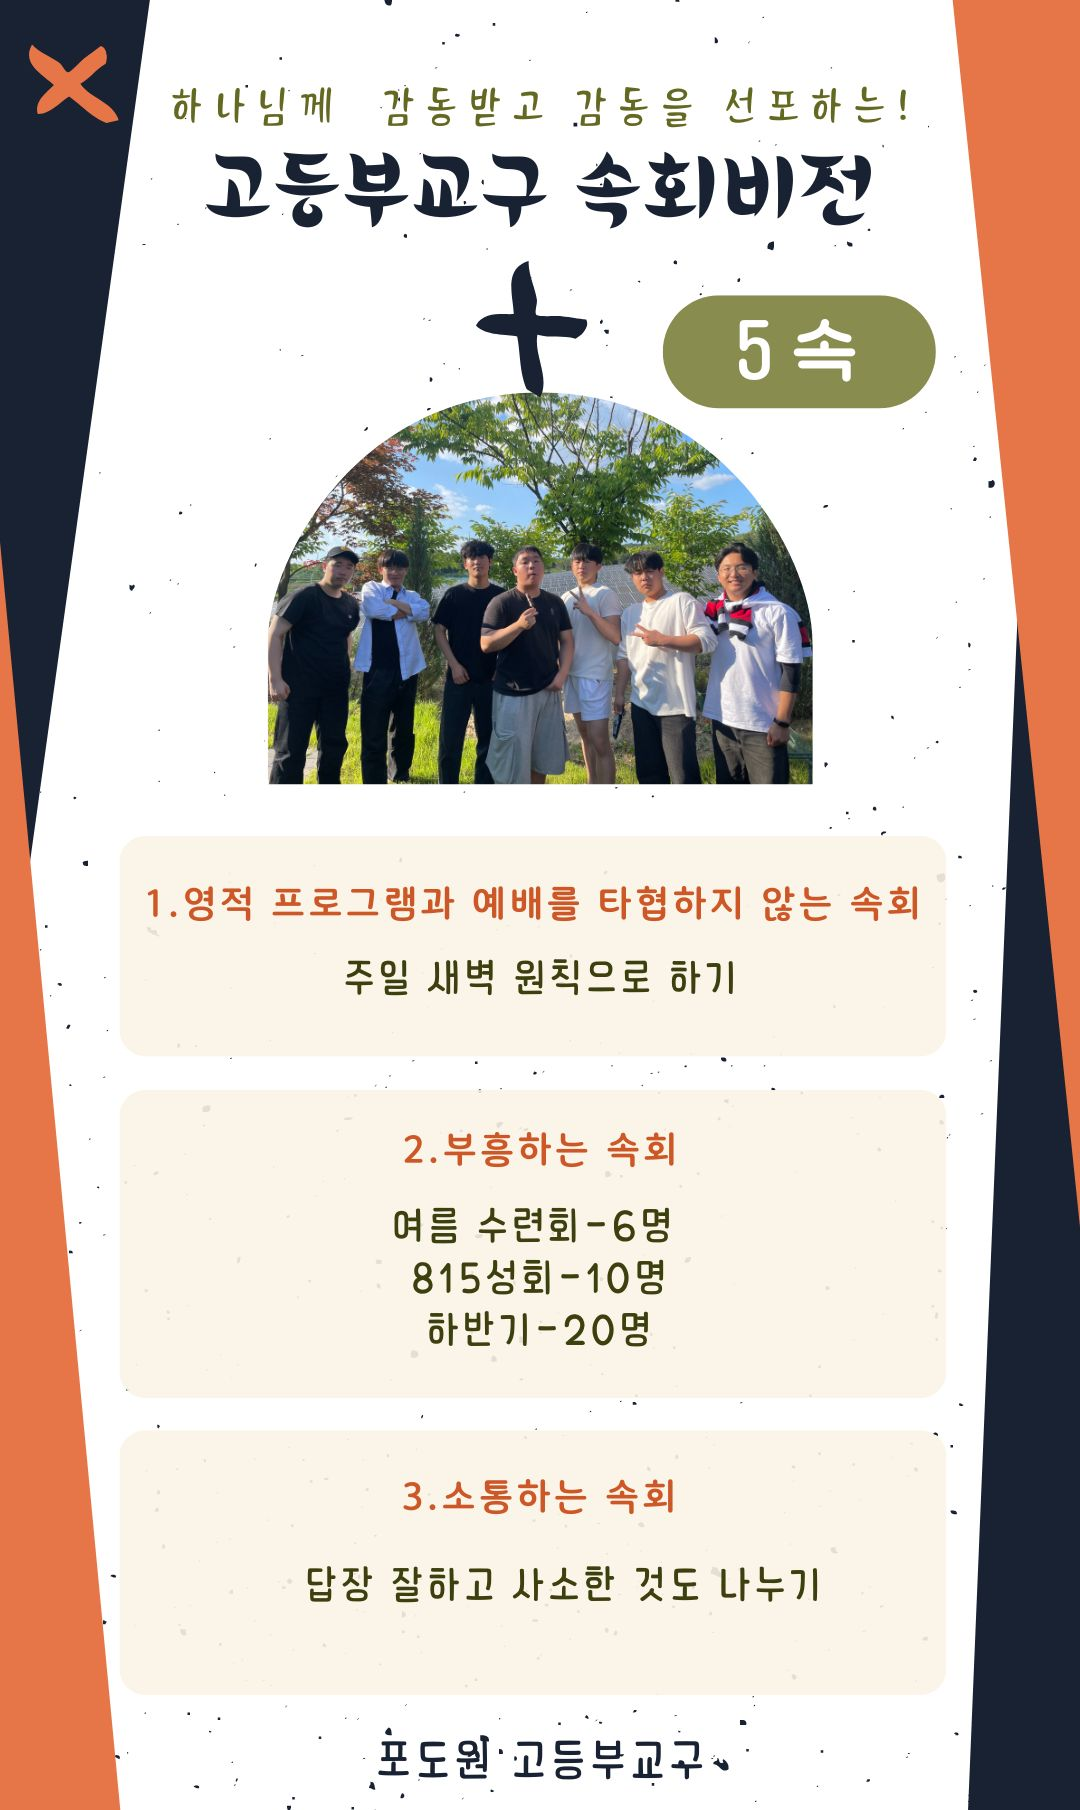 하나님께 감동받고 감동을 선포하는!
고등부교구 속회비전
5속
1.영적 프로그램과 예배를 타협하지 않는 속회
주일 새벽 원칙으로 하기
2.부흥하는 속회
여름 수련회-6명
815성회-10명
하반기-20명
3.소통하는 속회
답장 잘하고 사소한 것도 나누기
포도원 고등부교구